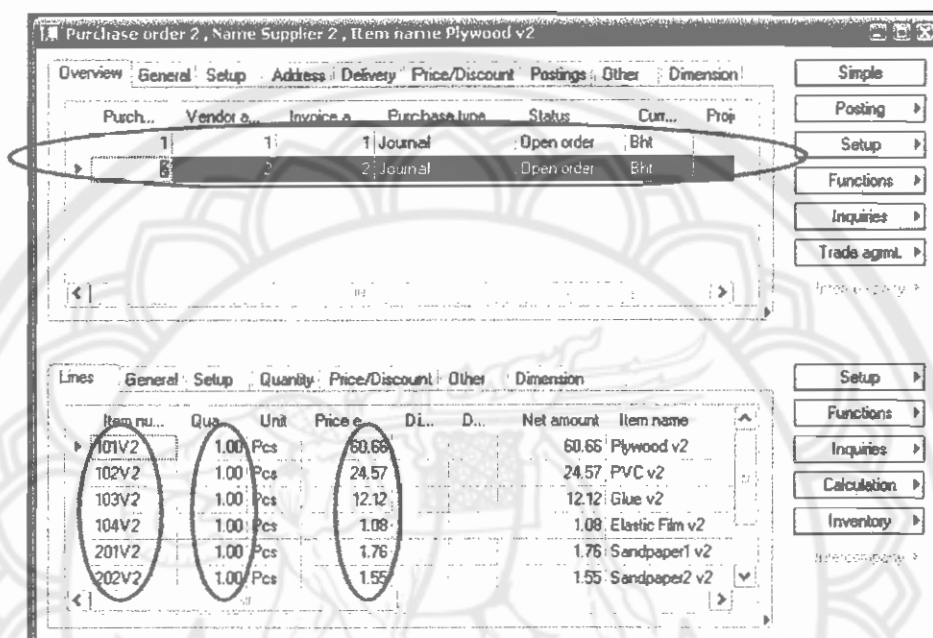 Purchase order 2 , Name Supplier 2 , Item name Plywood v2
Overview General Setup Address Delivery Price/Discount Postings Other Dimension
Simple
Posting
Setup
Functions
Inquiries
Trade agmt.
Intercompany
Purch... Vendor a... Invoice a... Purchase type Status Curr... Proj
1 1 1 Journal Open order Bht
2 2 Journal Open order Bht
Lines General Setup Quantity Price/Discount Other Dimension
Setup
Functions
Inquiries
Calculation
Inventory
Intercompany
Item nu... Qua... Unit Price e... Di... D... Net amount Item name
101V2 1.00 Pcs 60.66 60.66 Plywood v2
102V2 1.00 Pcs 24.57 24.57 PVC v2
103V2 1.00 Pcs 12.12 12.12 Glue v2
104V2 1.00 Pcs 1.08 1.08 Elastic Film v2
201V2 1.00 Pcs 1.76 1.76 Sandpaper1 v2
202V2 1.00 Pcs 1.55 1.55 Sandpaper2 v2